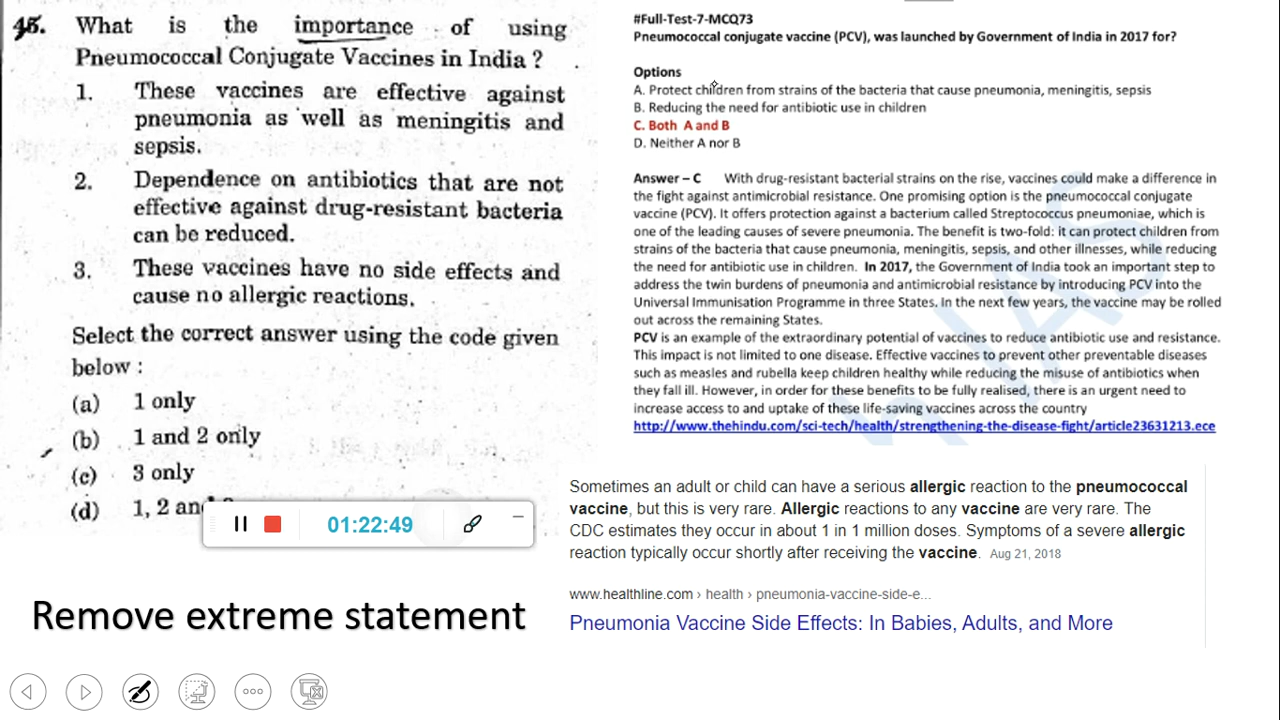 45. What is the importance of using
Pneumococcal Conjugate Vaccines in India ?
1. These vaccines are effective against
pneumonia as well as meningitis and
sepsis.
2. Dependence on antibiotics that are not
effective against drug-resistant bacteria
can be reduced.
3. These vaccines have no side effects and
cause no allergic reactions.
Select the correct answer using the code given
below :
(a) 1 only
(b) 1 and 2 only
(c) 3 only
(d) 1, 2 and
01:22:49
Remove extreme statement
#Full-Test-7-MCQ73
Pneumococcal conjugate vaccine (PCV), was launched by Government of India in 2017 for?
Options
A. Protect children from strains of the bacteria that cause pneumonia, meningitis, sepsis
B. Reducing the need for antibiotic use in children
C. Both A and B
D. Neither A nor B
Answer – C With drug-resistant bacterial strains on the rise, vaccines could make a difference in
the fight against antimicrobial resistance. One promising option is the pneumococcal conjugate
vaccine (PCV). It offers protection against a bacterium called Streptococcus pneumoniae, which is
one of the leading causes of severe pneumonia. The benefit is two-fold: it can protect children from
strains of the bacteria that cause pneumonia, meningitis, sepsis, and other illnesses, while reducing
the need for antibiotic use in children. In 2017, the Government of India took an important step to
address the twin burdens of pneumonia and antimicrobial resistance by introducing PCV into the
Universal Immunisation Programme in three States. In the next few years, the vaccine may be rolled
out across the remaining States.
PCV is an example of the extraordinary potential of vaccines to reduce antibiotic use and resistance.
This impact is not limited to one disease. Effective vaccines to prevent other preventable diseases
such as measles and rubella keep children healthy while reducing the misuse of antibiotics when
they fall ill. However, in order for these benefits to be fully realised, there is an urgent need to
increase access to and uptake of these life-saving vaccines across the country
http://www.thehindu.com/sci-tech/health/strengthening-the-disease-fight/article23631213.ece
IAS
Sometimes an adult or child can have a serious allergic reaction to the pneumococcal
vaccine, but this is very rare. Allergic reactions to any vaccine are very rare. The
CDC estimates they occur in about 1 in 1 million doses. Symptoms of a severe allergic
reaction typically occur shortly after receiving the vaccine. Aug 21, 2018
www.healthline.com › health › pneumonia-vaccine-side-e...
Pneumonia Vaccine Side Effects: In Babies, Adults, and More